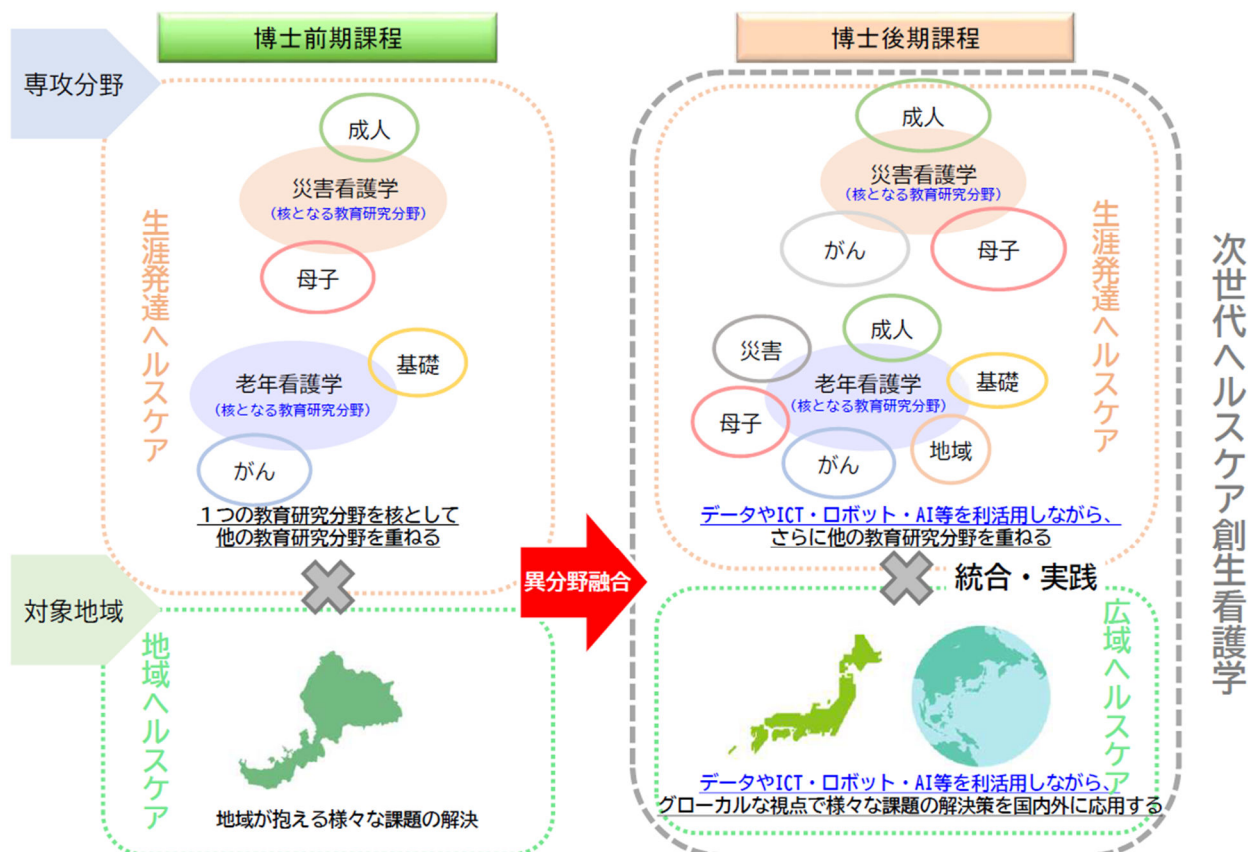 博士前期課程
博士後期課程
専攻分野
成人
災害看護学
（核となる教育研究分野）
母子
基礎
老年看護学
（核となる教育研究分野）
がん
生涯発達ヘルスケア
１つの教育研究分野を核として
他の教育研究分野を重ねる
対象地域
地域ヘルスケア
地域が抱える様々な課題の解決
異分野融合
成人
災害看護学
（核となる教育研究分野）
がん
母子
成人
災害
老年看護学
（核となる教育研究分野）
基礎
母子
がん
地域
生涯発達ヘルスケア
データやICT・ロボット・AI等を利活用しながら、
さらに他の教育研究分野を重ねる
統合・実践
広域ヘルスケア
データやICT・ロボット・AI等を利活用しながら、
グローカルな視点で様々な課題の解決策を国内外に応用する
次世代ヘルスケア創生看護学